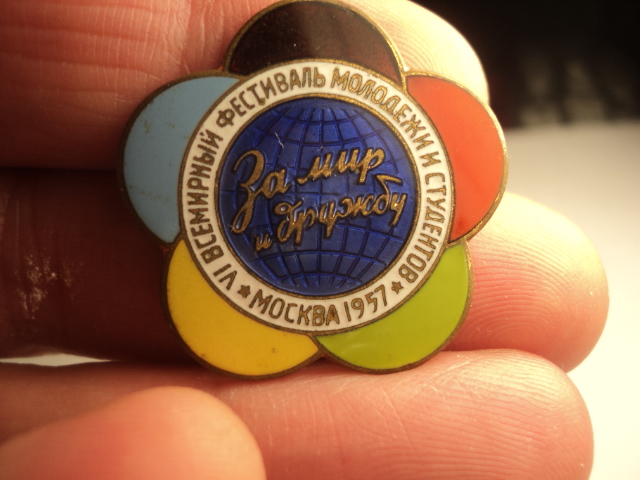 VI ВСЕМИРНЫЙ ФЕСТИВАЛЬ МОЛОДЕЖИ И СТУДЕНТОВ
За мир
и дружбу
МОСКВА 1957